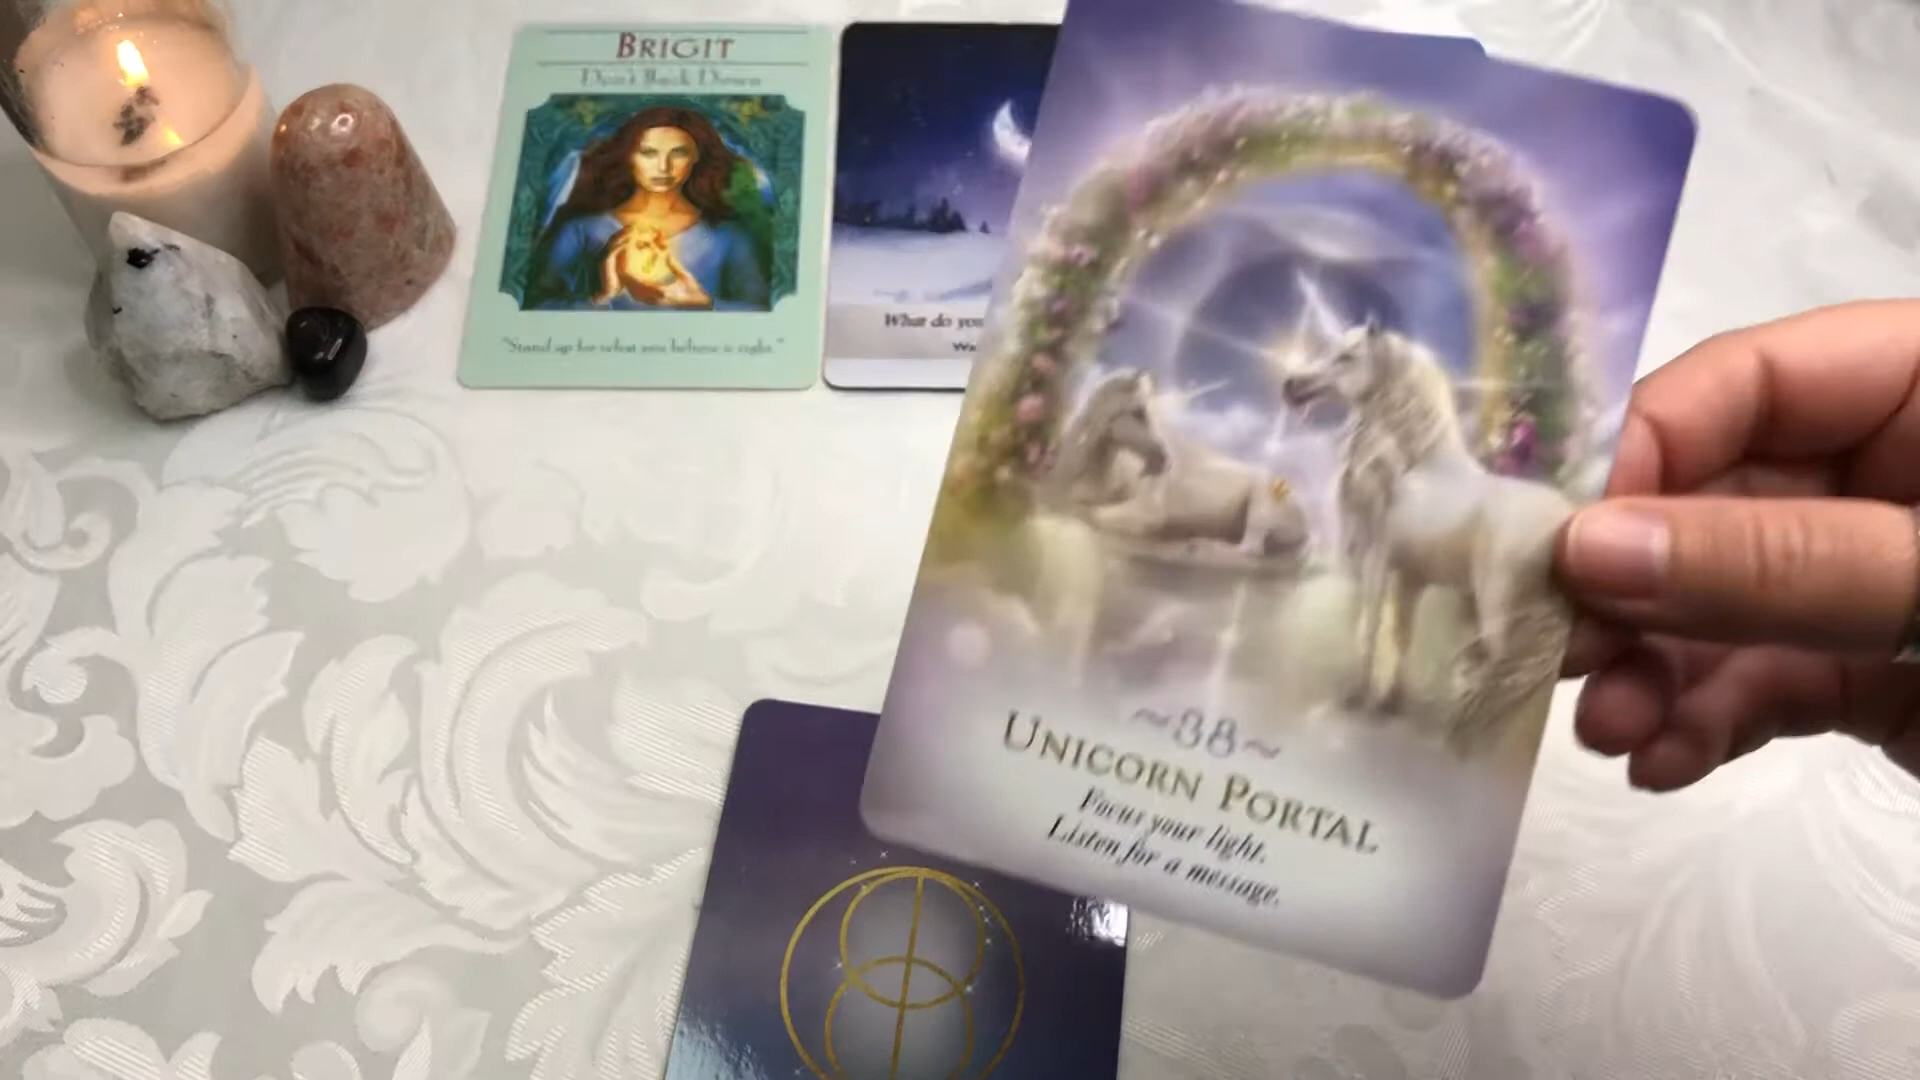 BRIGIT
Don't Back Down
"Stand up for what you believe is right."
What do you
Wa
~38~
UNICORN PORTAL
Focus your light.
Listen for a message.